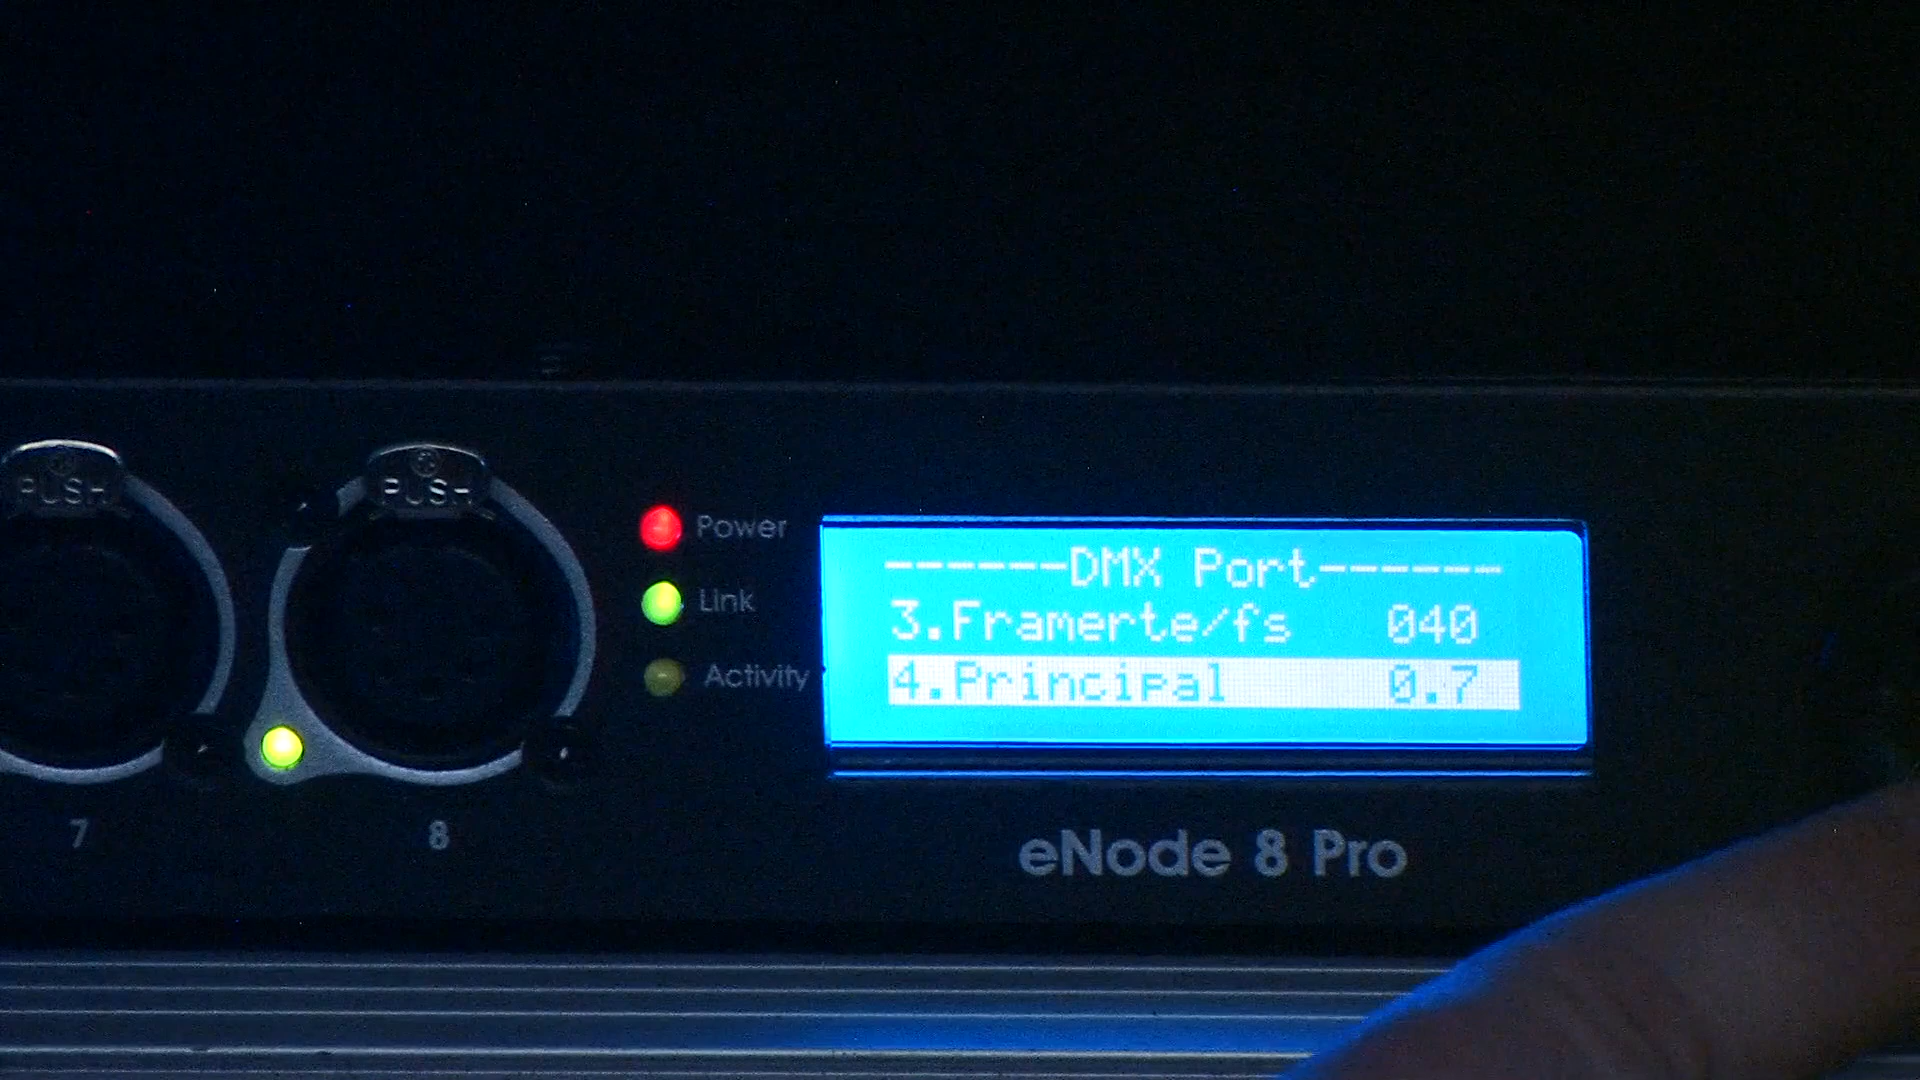 PUSH
PUSH
Power
Link
Activity
------DMX Port------
3.Framerte/fs 040
4.Principal 0.7
7
8
eNode 8 Pro